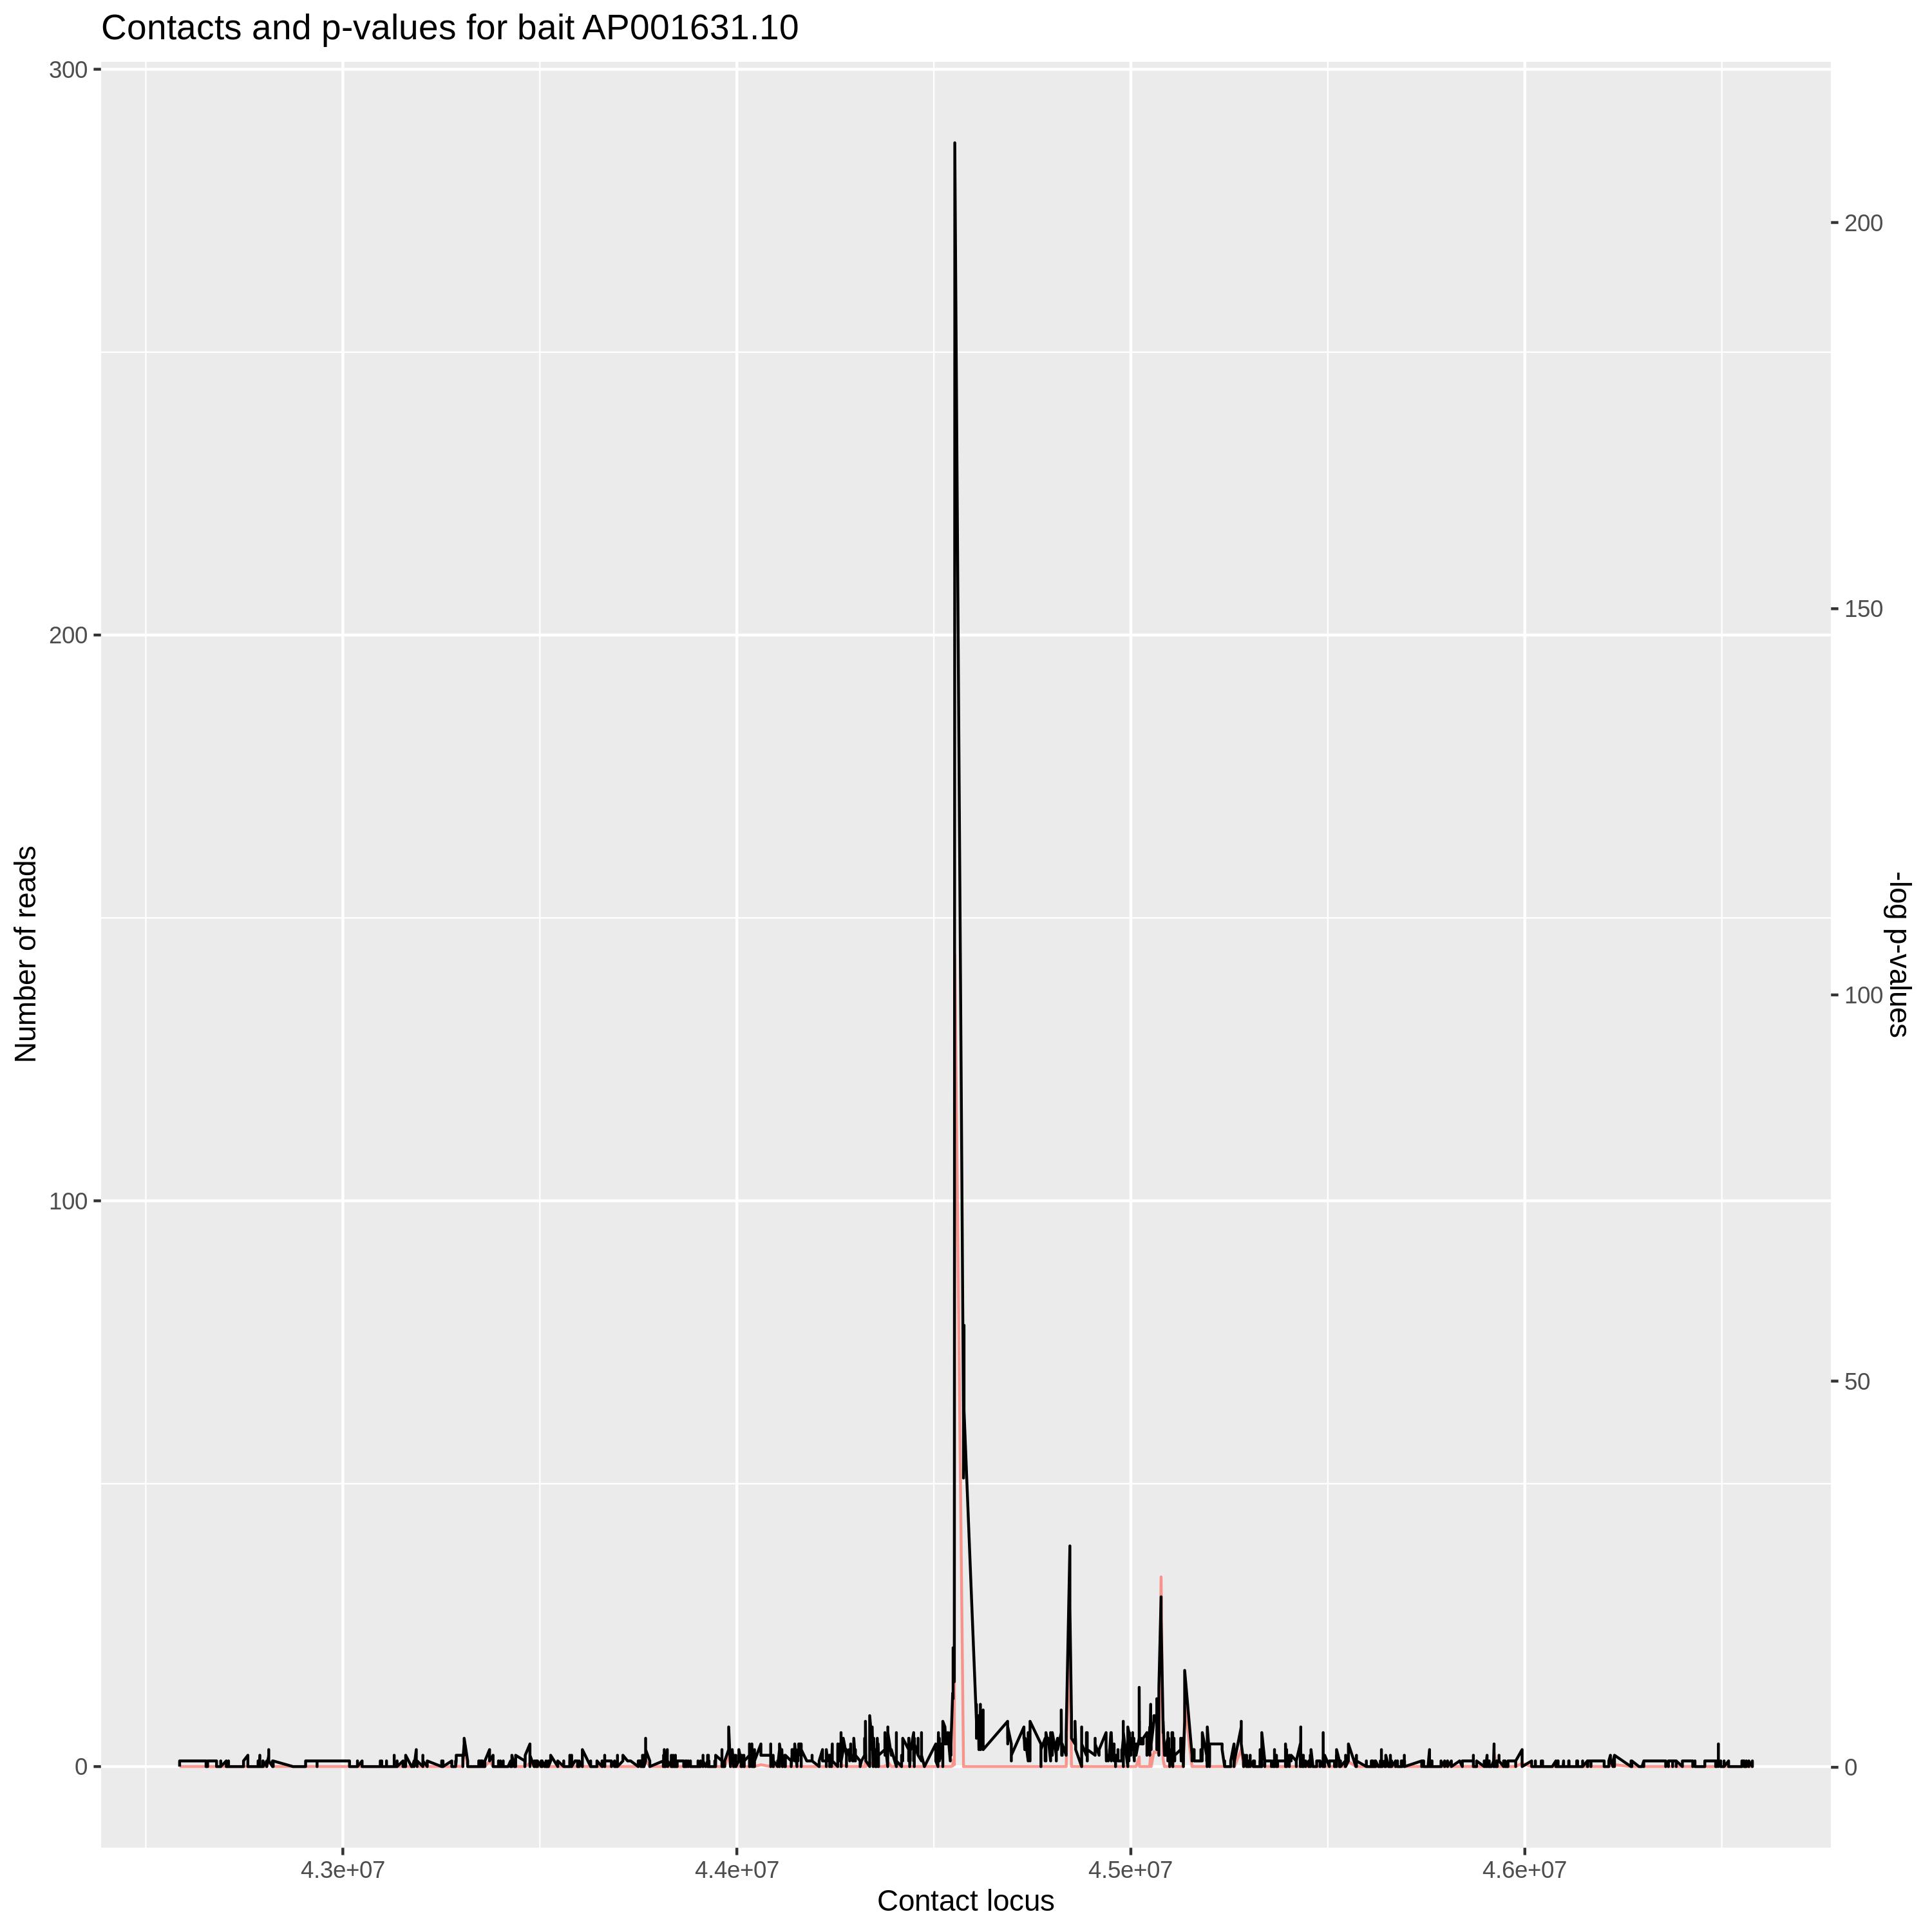 Contacts and p-values for bait AP001631.10
300
200
100
0
Number of reads
200
150
100
50
0
-log p-values
4.3e+07 4.4e+07 4.5e+07 4.6e+07
Contact locus